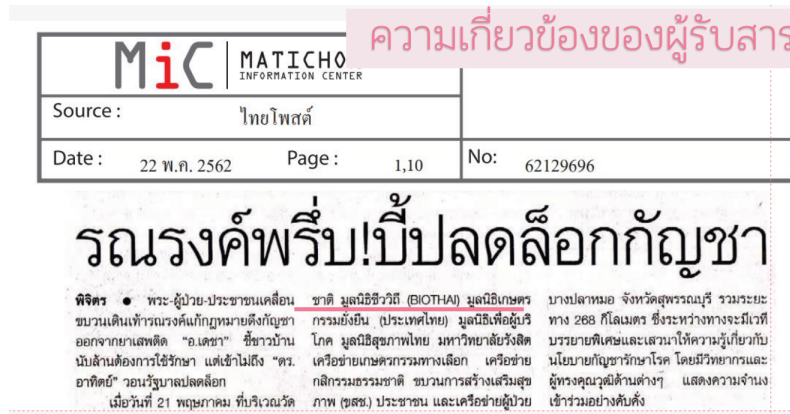 ความเกี่ยวข้องของผู้รับสาร
MiC MATICHO
INFORMATION CENTER
Source : ไทยโพสต์
Date : 22 พ.ค. 2562 Page : 1,10 No: 62129696
รณรงค์พรึ่บ!บี้ปลดล็อกกัญชา
พิจิตร ● พระ-ผู้ป่วย-ประชาชนเคลื่อน
ขบวนเดินเท้ารณรงค์แก้กฎหมายดึงกัญชา
ออกจากยาเสพติด "อ.เดชา" ชี้ชาวบ้าน
นับล้านต้องการใช้รักษา แต่เข้าไม่ถึง "ดร.
อาทิตย์" วอนรัฐบาลปลดล็อก
เมื่อวันที่ 21 พฤษภาคม ที่บริเวณวัด
ชาติ มูลนิธิชีววิถี (BIOTHAI) มูลนิธิเกษตร
กรรมยั่งยืน (ประเทศไทย) มูลนิธิเพื่อผู้บริ
โภค มูลนิธิสุขภาพไทย มหาวิทยาลัยรังสิต
เครือข่ายเกษตรกรรมทางเลือก เครือข่าย
กสิกรรมธรรมชาติ ขบวนการสร้างเสริมสุข
ภาพ (ขสช.) ประชาชน และเครือข่ายผู้ป่วย
บางปลาหมอ จังหวัดสุพรรณบุรี รวมระยะ
ทาง 268 กิโลเมตร ซึ่งระหว่างทางจะมีเวที
บรรยายพิเศษและเสวนาให้ความรู้เกี่ยวกับ
นโยบายกัญชารักษาโรค โดยมีวิทยากรและ
ผู้ทรงคุณวุฒิด้านต่างๆ แสดงความจำนง
เข้าร่วมอย่างคับคั่ง